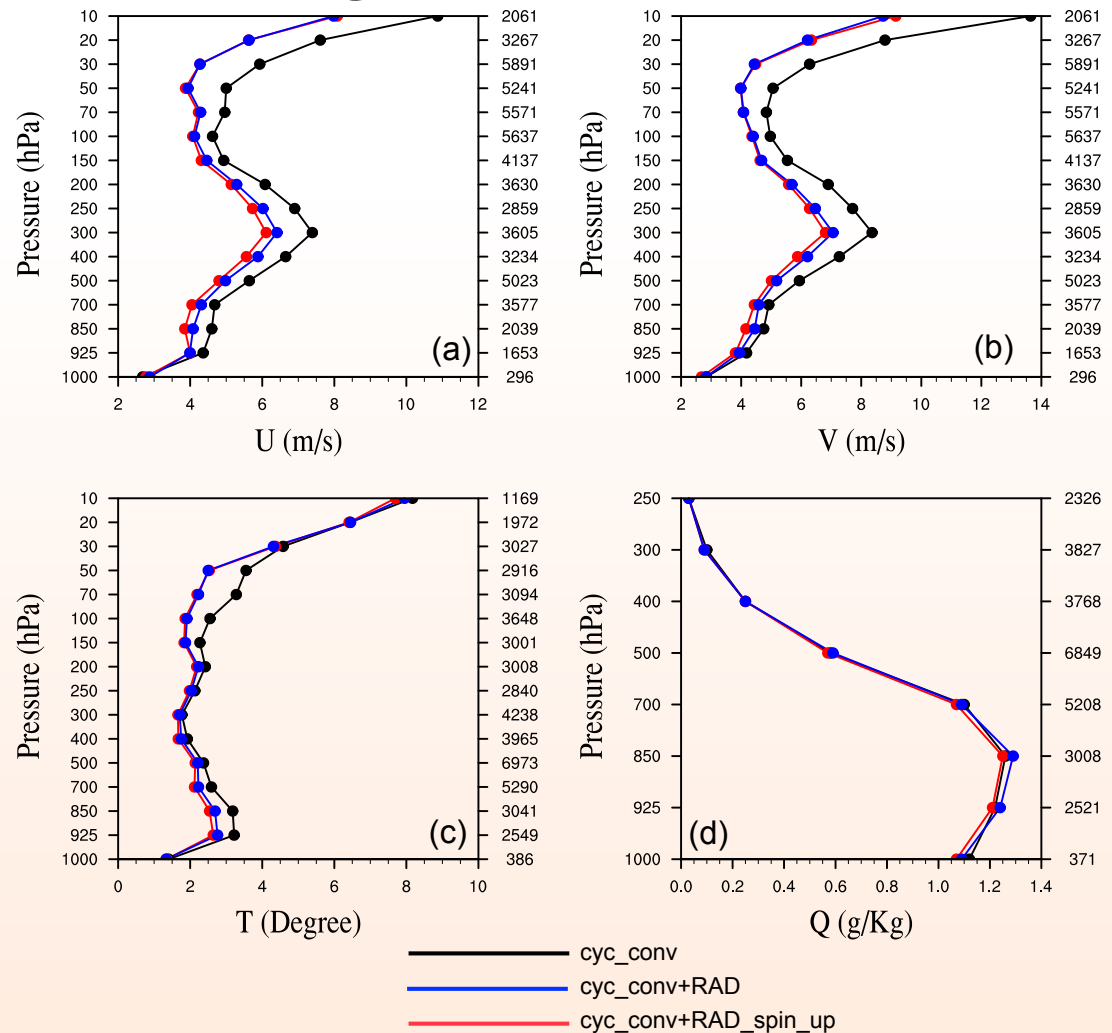 10 2061
20 3267
30 5891
50 5241
70 5571
100 5637
150 4137
200 3630
250 2859
300 3605
400 3234
500 5023
700 3577
850 2039
925 1653
1000 296
Pressure (hPa)
(a)
2 4 6 8 10 12
U (m/s)
10 2061
20 3267
30 5891
50 5241
70 5571
100 5637
150 4137
200 3630
250 2859
300 3605
400 3234
500 5023
700 3577
850 2039
925 1653
1000 296
Pressure (hPa)
(b)
2 4 6 8 10 12 14
V (m/s)
10 1169
20 1972
30 3027
50 2916
70 3094
100 3648
150 3001
200 3008
250 2840
300 4238
400 3965
500 6973
700 5290
850 3041
925 2549
1000 386
Pressure (hPa)
(c)
0 2 4 6 8 10
T (Degree)
250 2326
300 3827
400 3768
500 6849
700 5208
850 3008
925 2521
1000 371
Pressure (hPa)
(d)
0.0 0.2 0.4 0.6 0.8 1.0 1.2 1.4
Q (g/Kg)
cyc_conv
cyc_conv+RAD
cyc_conv+RAD_spin_up